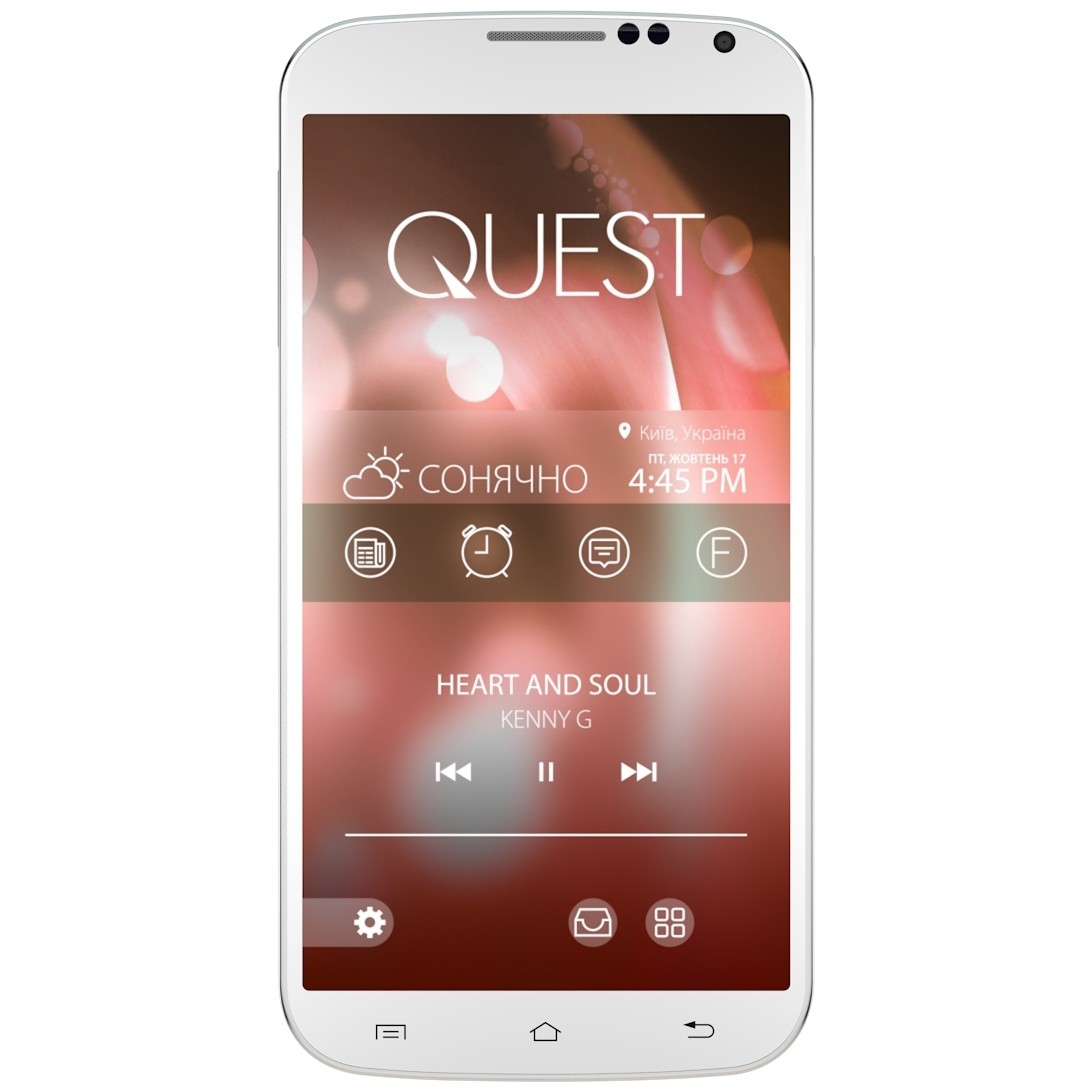 QUEST
Київ, Україна
ПТ, ЖОВТЕНЬ 17
СОНЯЧНО
4:45 PM
F
HEART AND SOUL
KENNY G